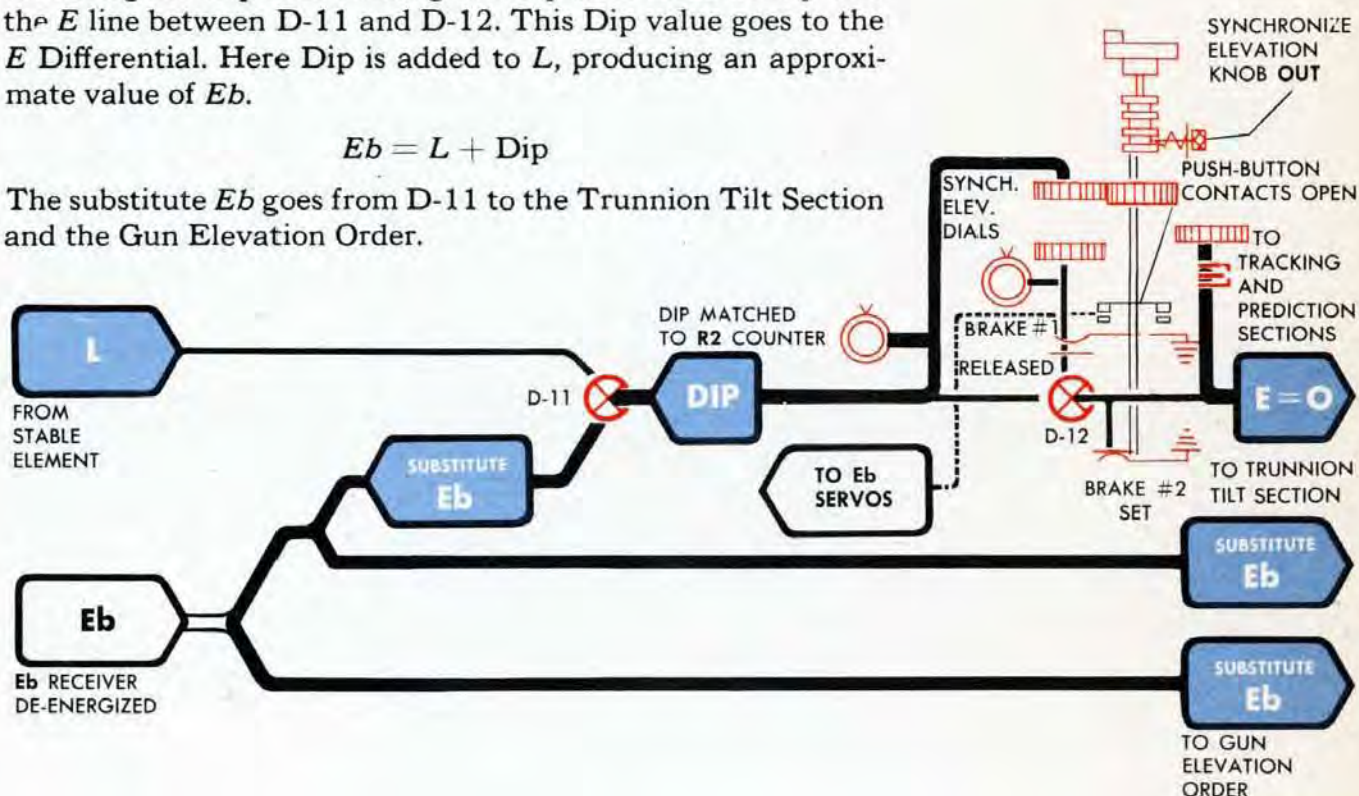 the E line between D-11 and D-12. This Dip value goes to the
E Differential. Here Dip is added to L, producing an approxi-
mate value of Eb.
Eb = L + Dip
The substitute Eb goes from D-11 to the Trunnion Tilt Section
and the Gun Elevation Order.
SYNCHRONIZE
ELEVATION
KNOB OUT
PUSH-BUTTON
CONTACTS OPEN
SYNCH.
ELEV.
DIALS
TO
TRACKING
AND
PREDICTION
SECTIONS
DIP MATCHED
TO R2 COUNTER
BRAKE #1
RELEASED
L
FROM
STABLE
ELEMENT
D-11
DIP
D-12
E = O
SUBSTITUTE
Eb
TO Eb
SERVOS
BRAKE #2
SET
TO TRUNNION
TILT SECTION
SUBSTITUTE
Eb
Eb
Eb RECEIVER
DE-ENERGIZED
SUBSTITUTE
Eb
TO GUN
ELEVATION
ORDER